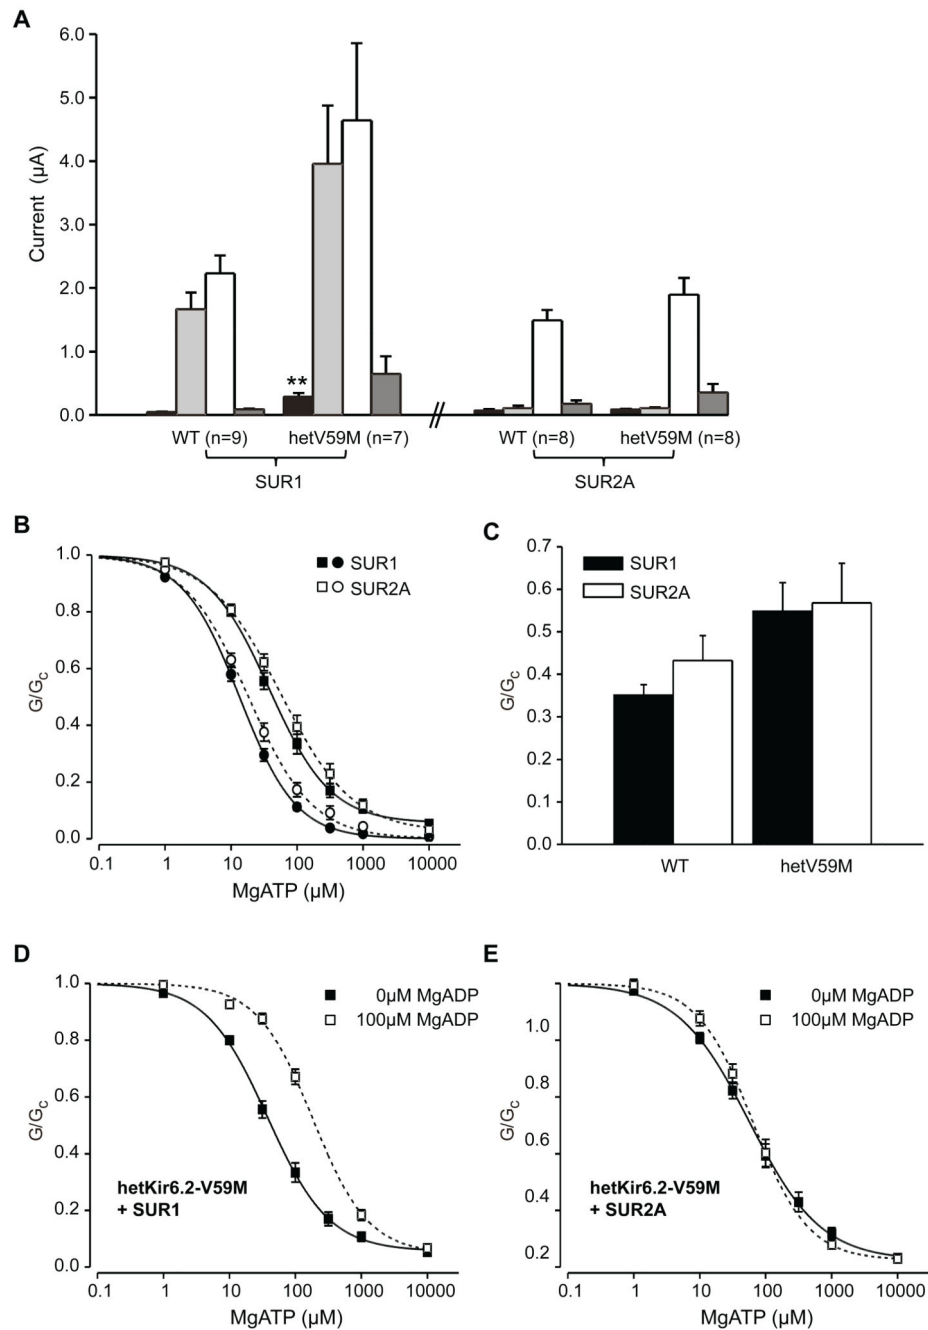 A
6.0
5.0
4.0
3.0
2.0
1.0
0.0
Current (μA)
**
WT (n=9)
hetV59M (n=7)
WT (n=8)
hetV59M (n=8)
SUR1
SUR2A
B
1.0
0.8
0.6
0.4
0.2
0.0
G/GC
SUR1
SUR2A
0.1 1 10 100 1000 10000
MgATP (μM)
C
0.7
0.6
0.5
0.4
0.3
0.2
0.1
0.0
G/GC
SUR1
SUR2A
WT hetV59M
D
1.0
0.8
0.6
0.4
0.2
0.0
G/GC
0μM MgADP
100μM MgADP
hetKir6.2-V59M
+ SUR1
0.1 1 10 100 1000 10000
MgATP (μM)
E
1.0
0.8
0.6
0.4
0.2
G/GC
0μM MgADP
100μM MgADP
hetKir6.2-V59M
+ SUR2A
0.1 1 10 100 1000 10000
MgATP (μM)